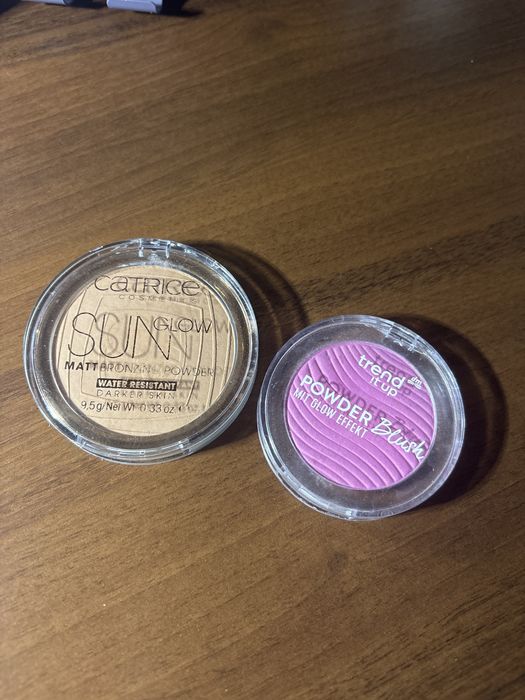 CATRICE
COSMETICS
SUN GLOW
MATT BRONZING POWDER
WATER RESISTANT
DARKER SKIN
9,5g/Net Wt. 0.33 oz
dm
trend
it up
POWDER
Blush
MIT GLOW EFFEKT